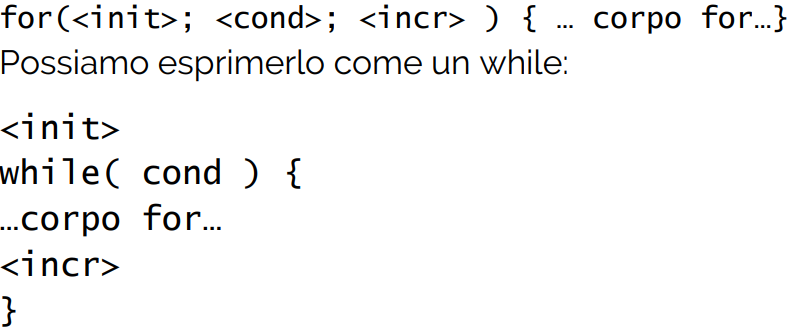 for(<init>; <cond>; <incr> ) { … corpo for…}
Possiamo esprimerlo come un while:
<init>
while( cond ) {
…corpo for…
<incr>
}